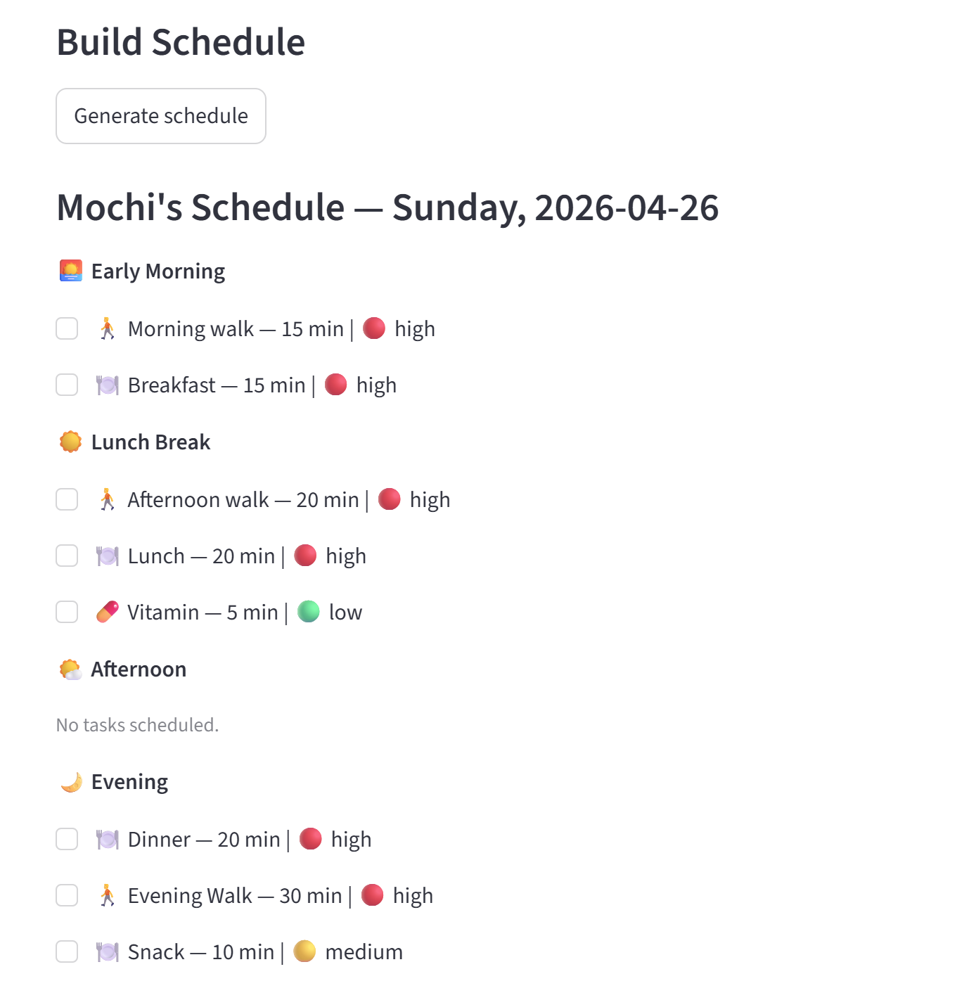 Build Schedule
Generate schedule
Mochi's Schedule — Sunday, 2026-04-26
Early Morning
Morning walk — 15 min | high
Breakfast — 15 min | high
Lunch Break
Afternoon walk — 20 min | high
Lunch — 20 min | high
Vitamin — 5 min | low
Afternoon
No tasks scheduled.
Evening
Dinner — 20 min | high
Evening Walk — 30 min | high
Snack — 10 min | medium